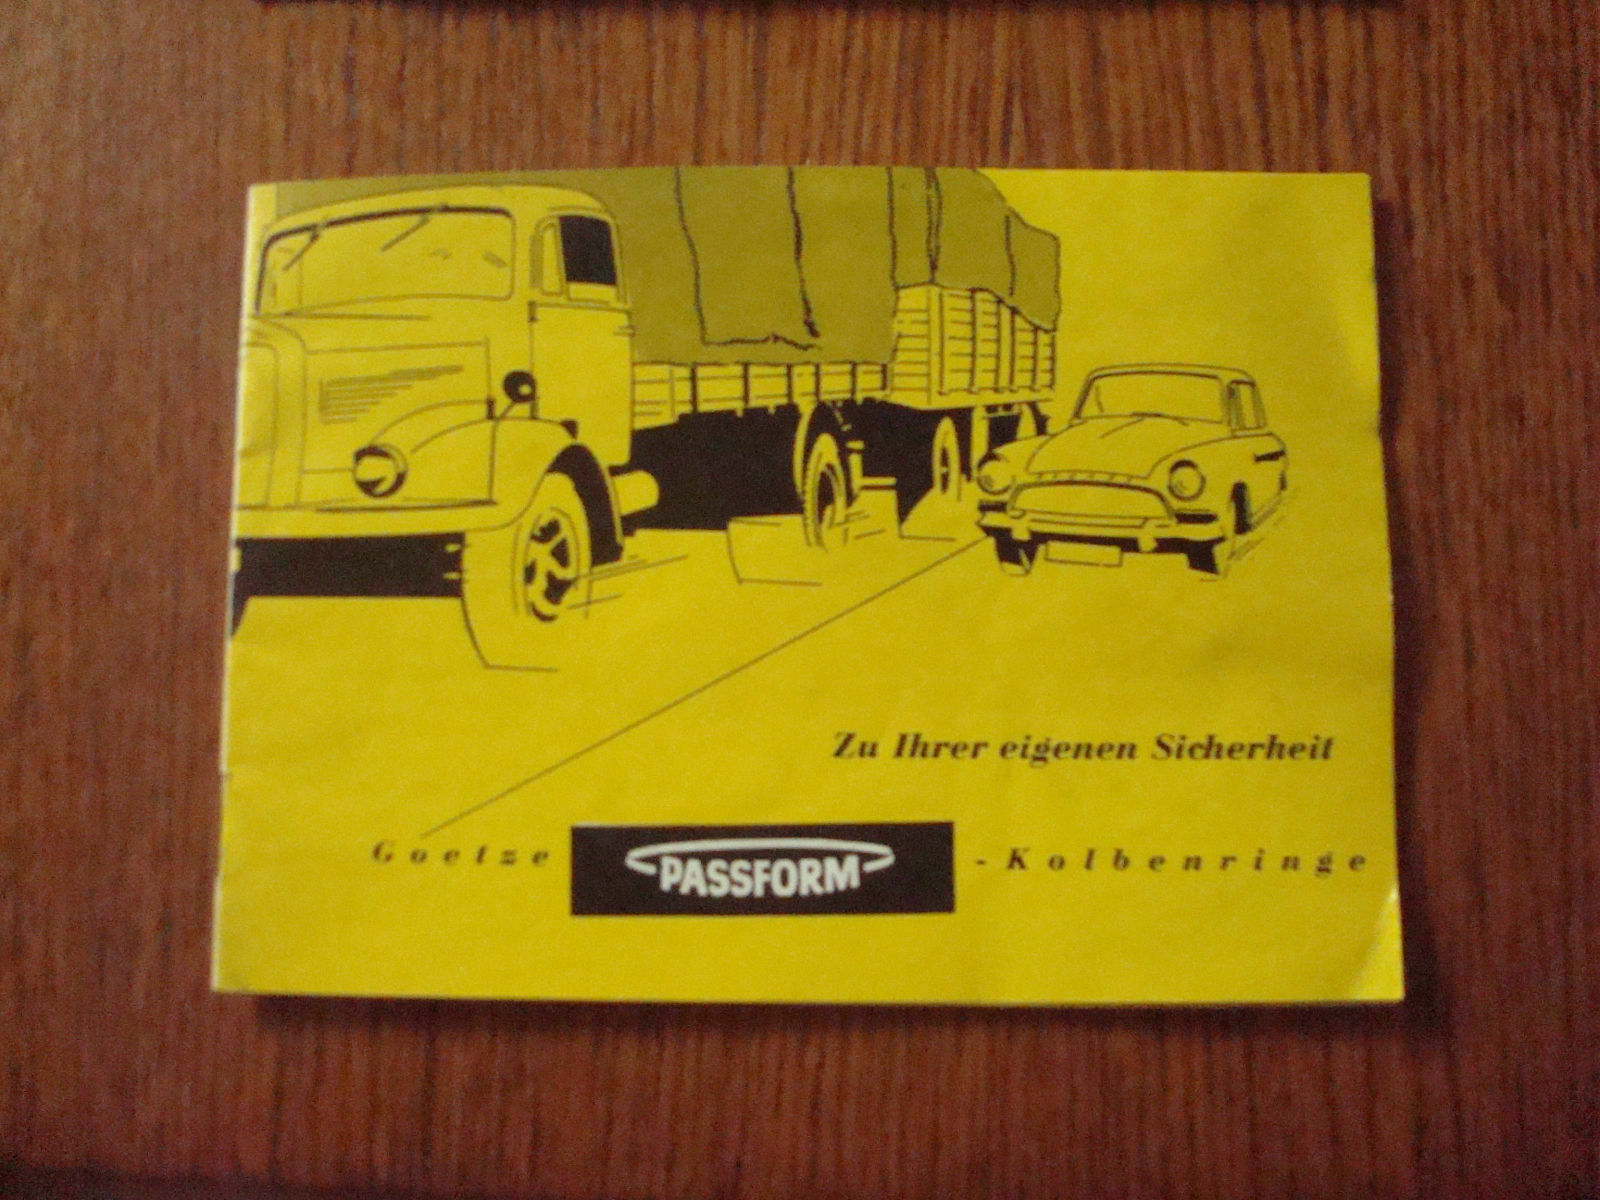 Zu Ihrer eigenen Sicherheit
Goetze PASSFORM - Kolbenringe